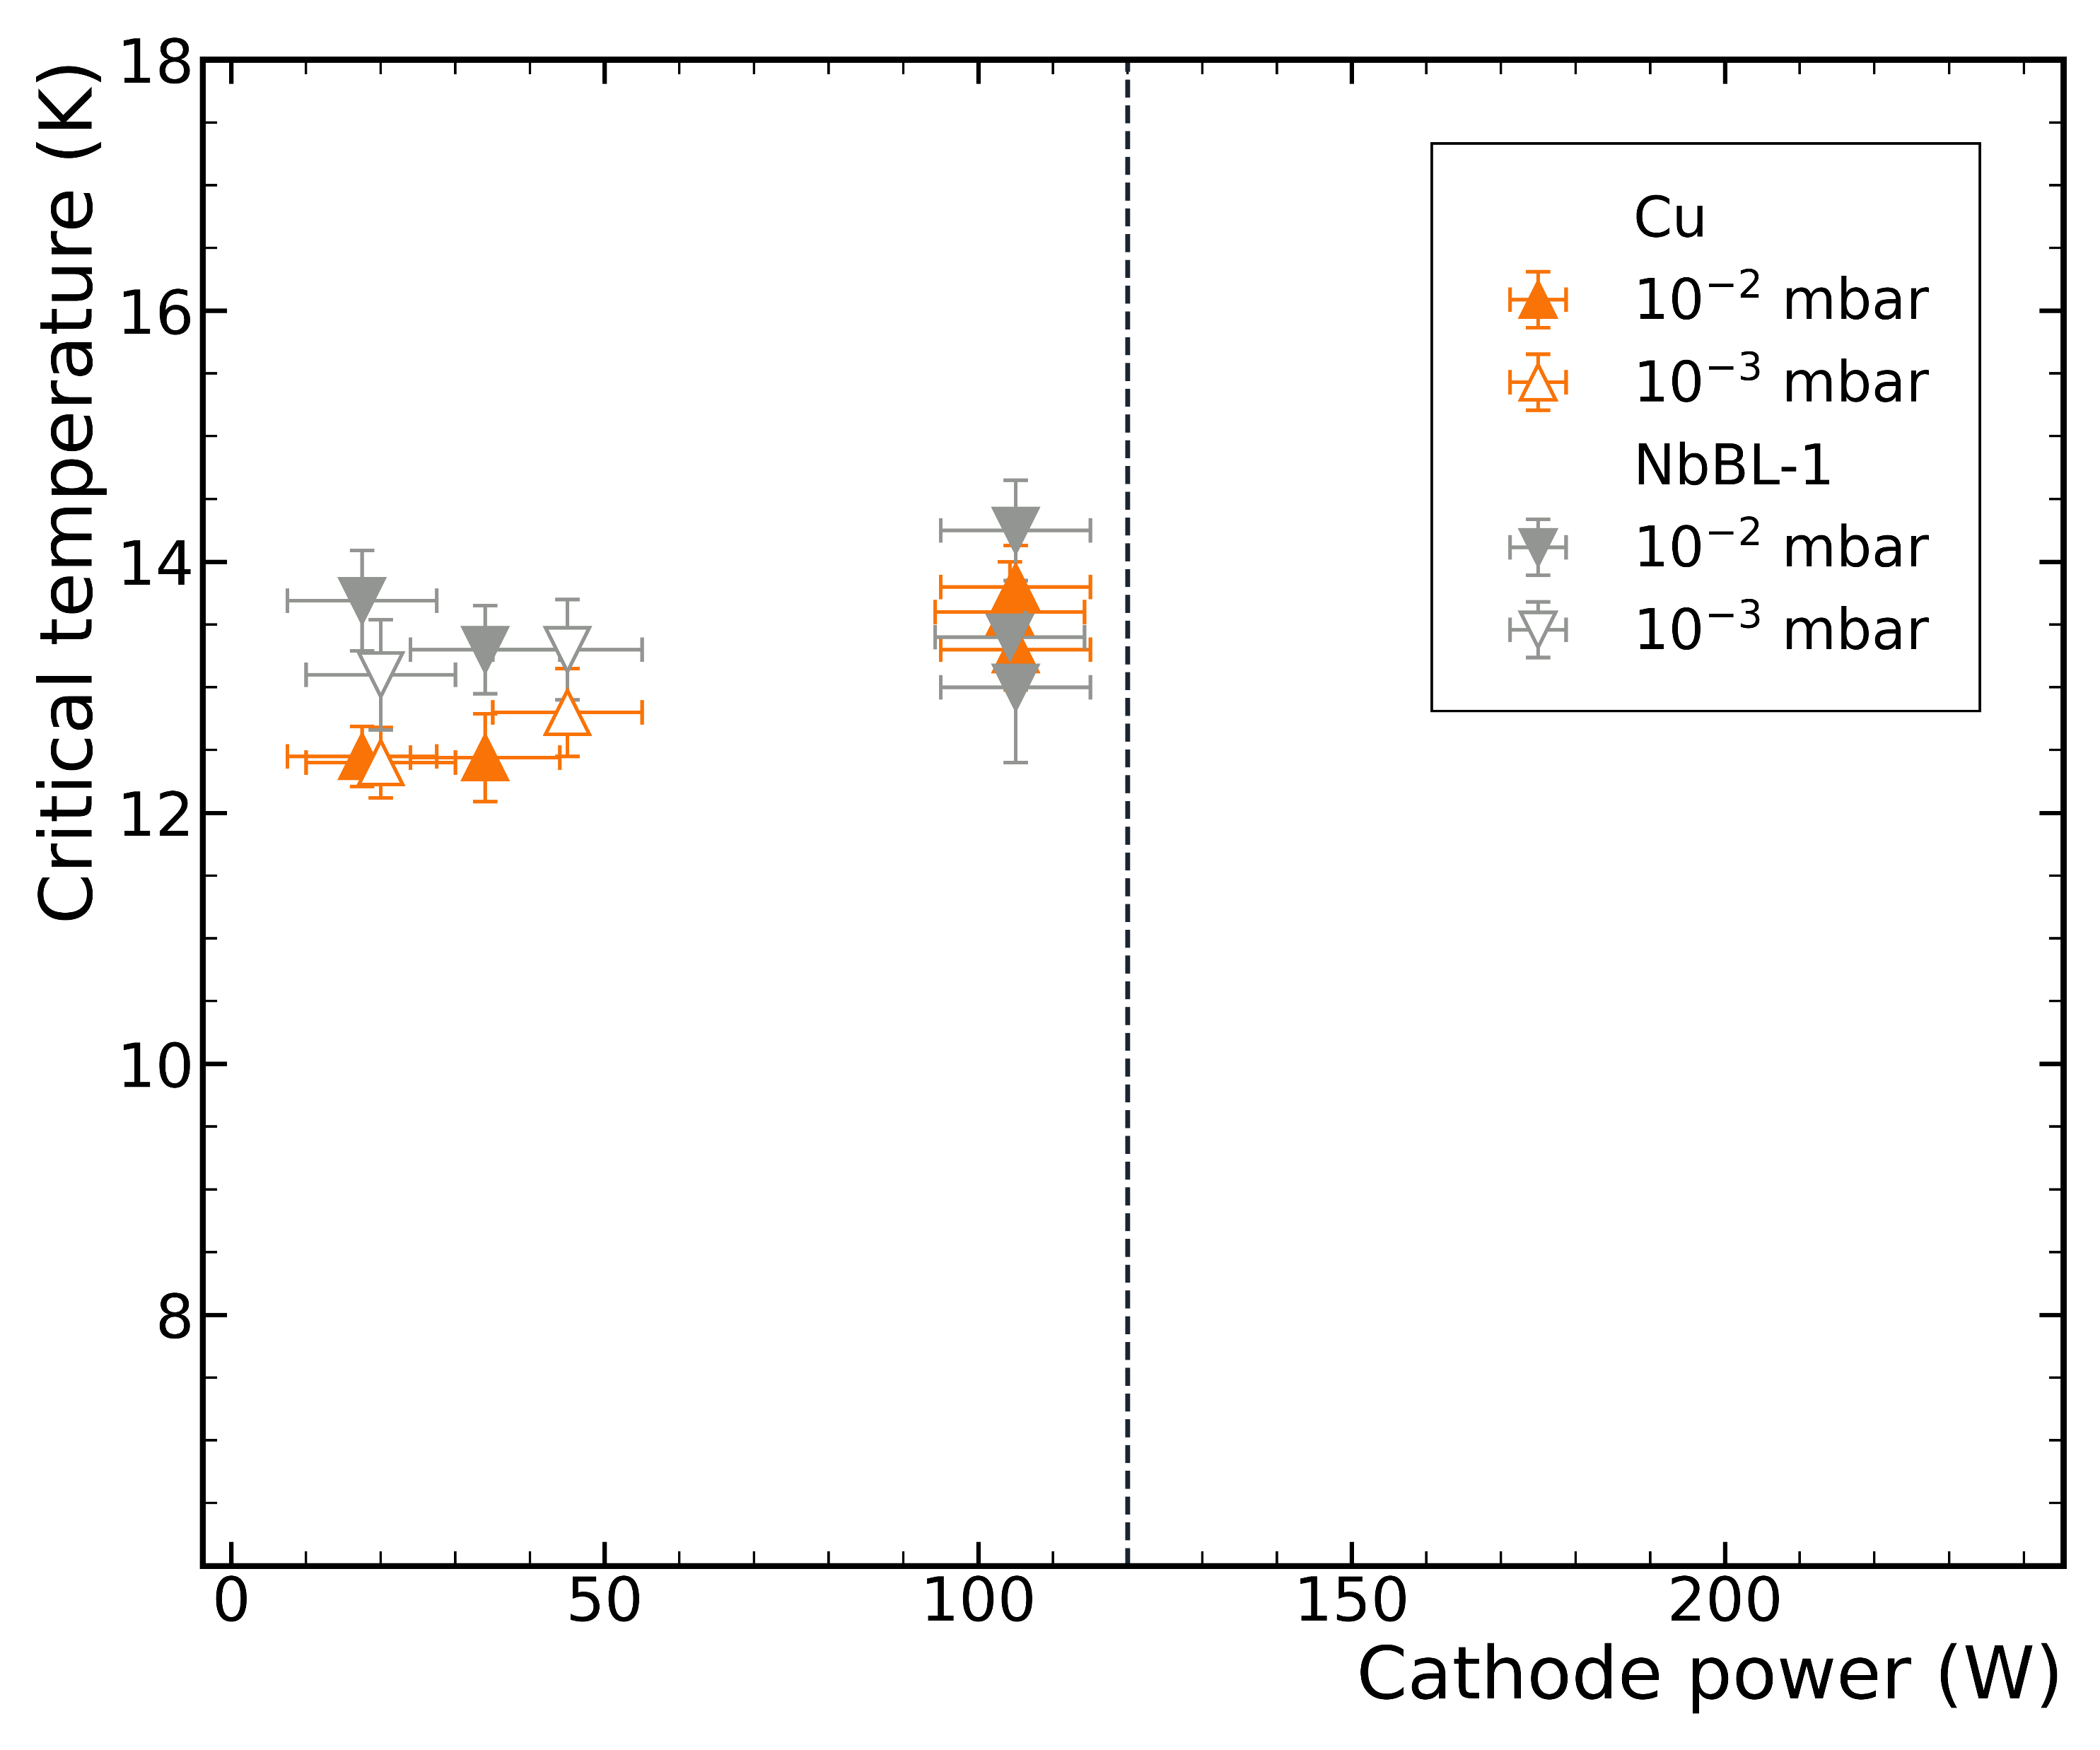 Critical temperature (K)
18
16
14
12
10
8
0 50 100 150 200
Cathode power (W)
Cu
10⁻² mbar
10⁻³ mbar
NbBL-1
10⁻² mbar
10⁻³ mbar